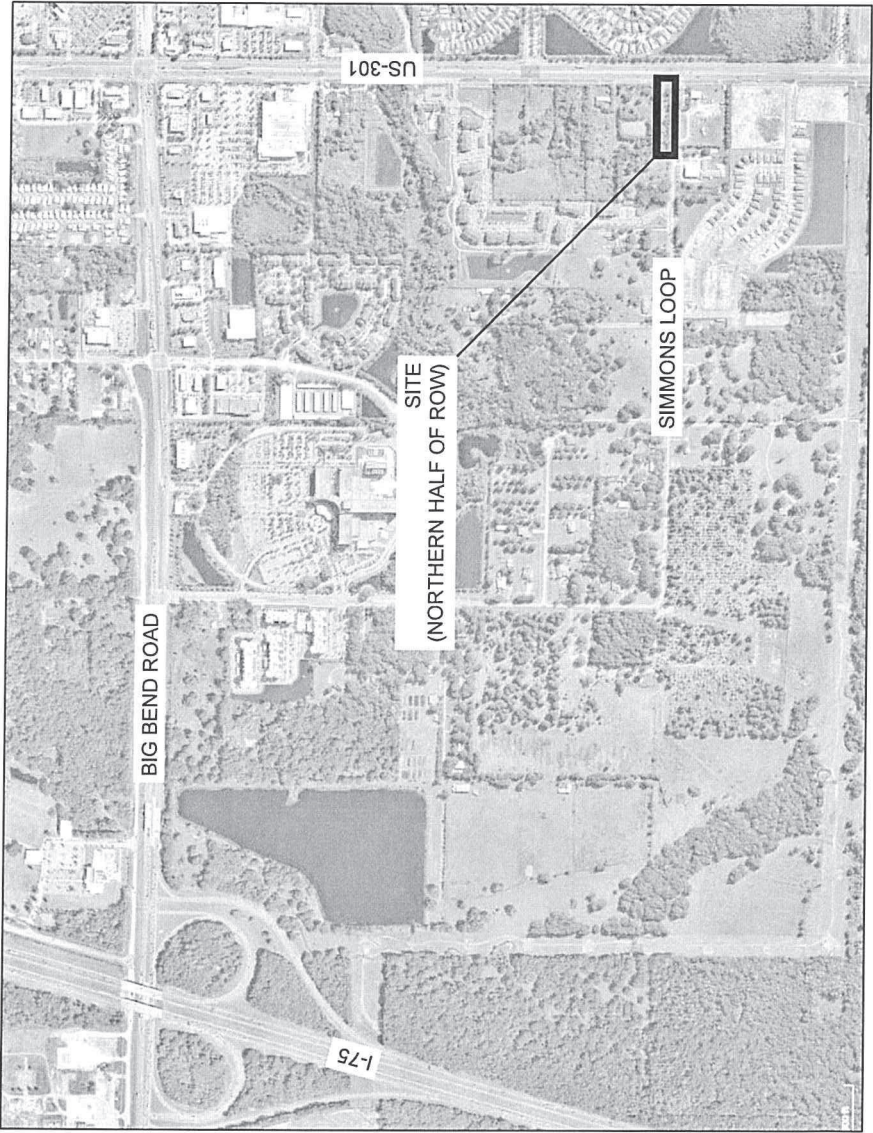 US-301
SITE
(NORTHERN HALF OF ROW)
SIMMONS LOOP
BIG BEND ROAD
I-75